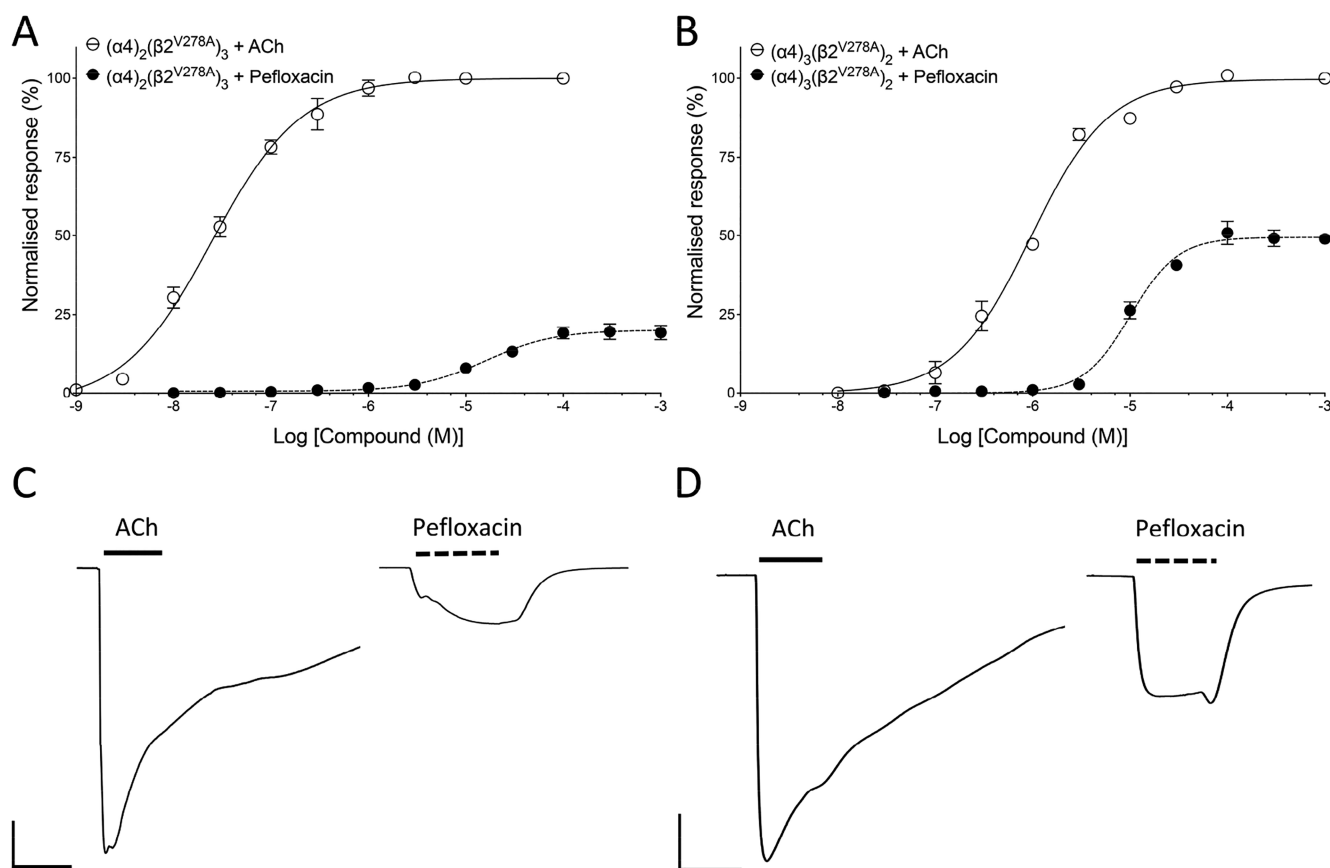 A
(α4)₂(β2ⱽ²⁷⁸ᴬ)₃ + ACh
(α4)₂(β2ⱽ²⁷⁸ᴬ)₃ + Pefloxacin
Normalised response (%)
100
75
50
25
0
-9 -8 -7 -6 -5 -4 -3
Log [Compound (M)]
B
(α4)₃(β2ⱽ²⁷⁸ᴬ)₂ + ACh
(α4)₃(β2ⱽ²⁷⁸ᴬ)₂ + Pefloxacin
Normalised response (%)
100
75
50
25
0
-9 -8 -7 -6 -5 -4 -3
Log [Compound (M)]
C
ACh
Pefloxacin
D
ACh
Pefloxacin